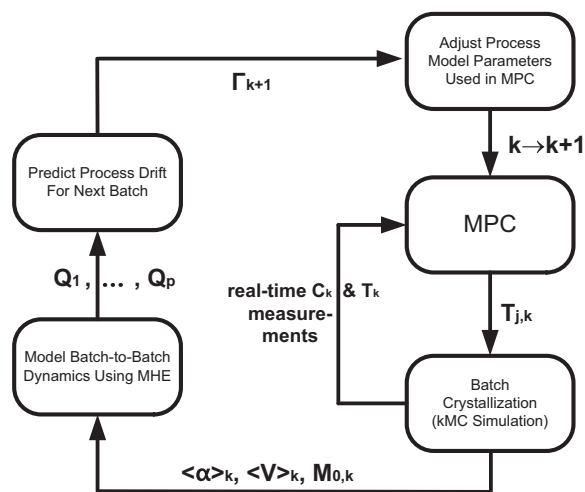 Adjust Process
Model Parameters
Used in MPC
Γk+1
k→k+1
Predict Process Drift
For Next Batch
MPC
Q1 , ... , Qp
real-time Ck & Tk
measure-
ments
Tj,k
Model Batch-to-Batch
Dynamics Using MHE
Batch
Crystallization
(kMC Simulation)
<α>k, <V>k, M0,k